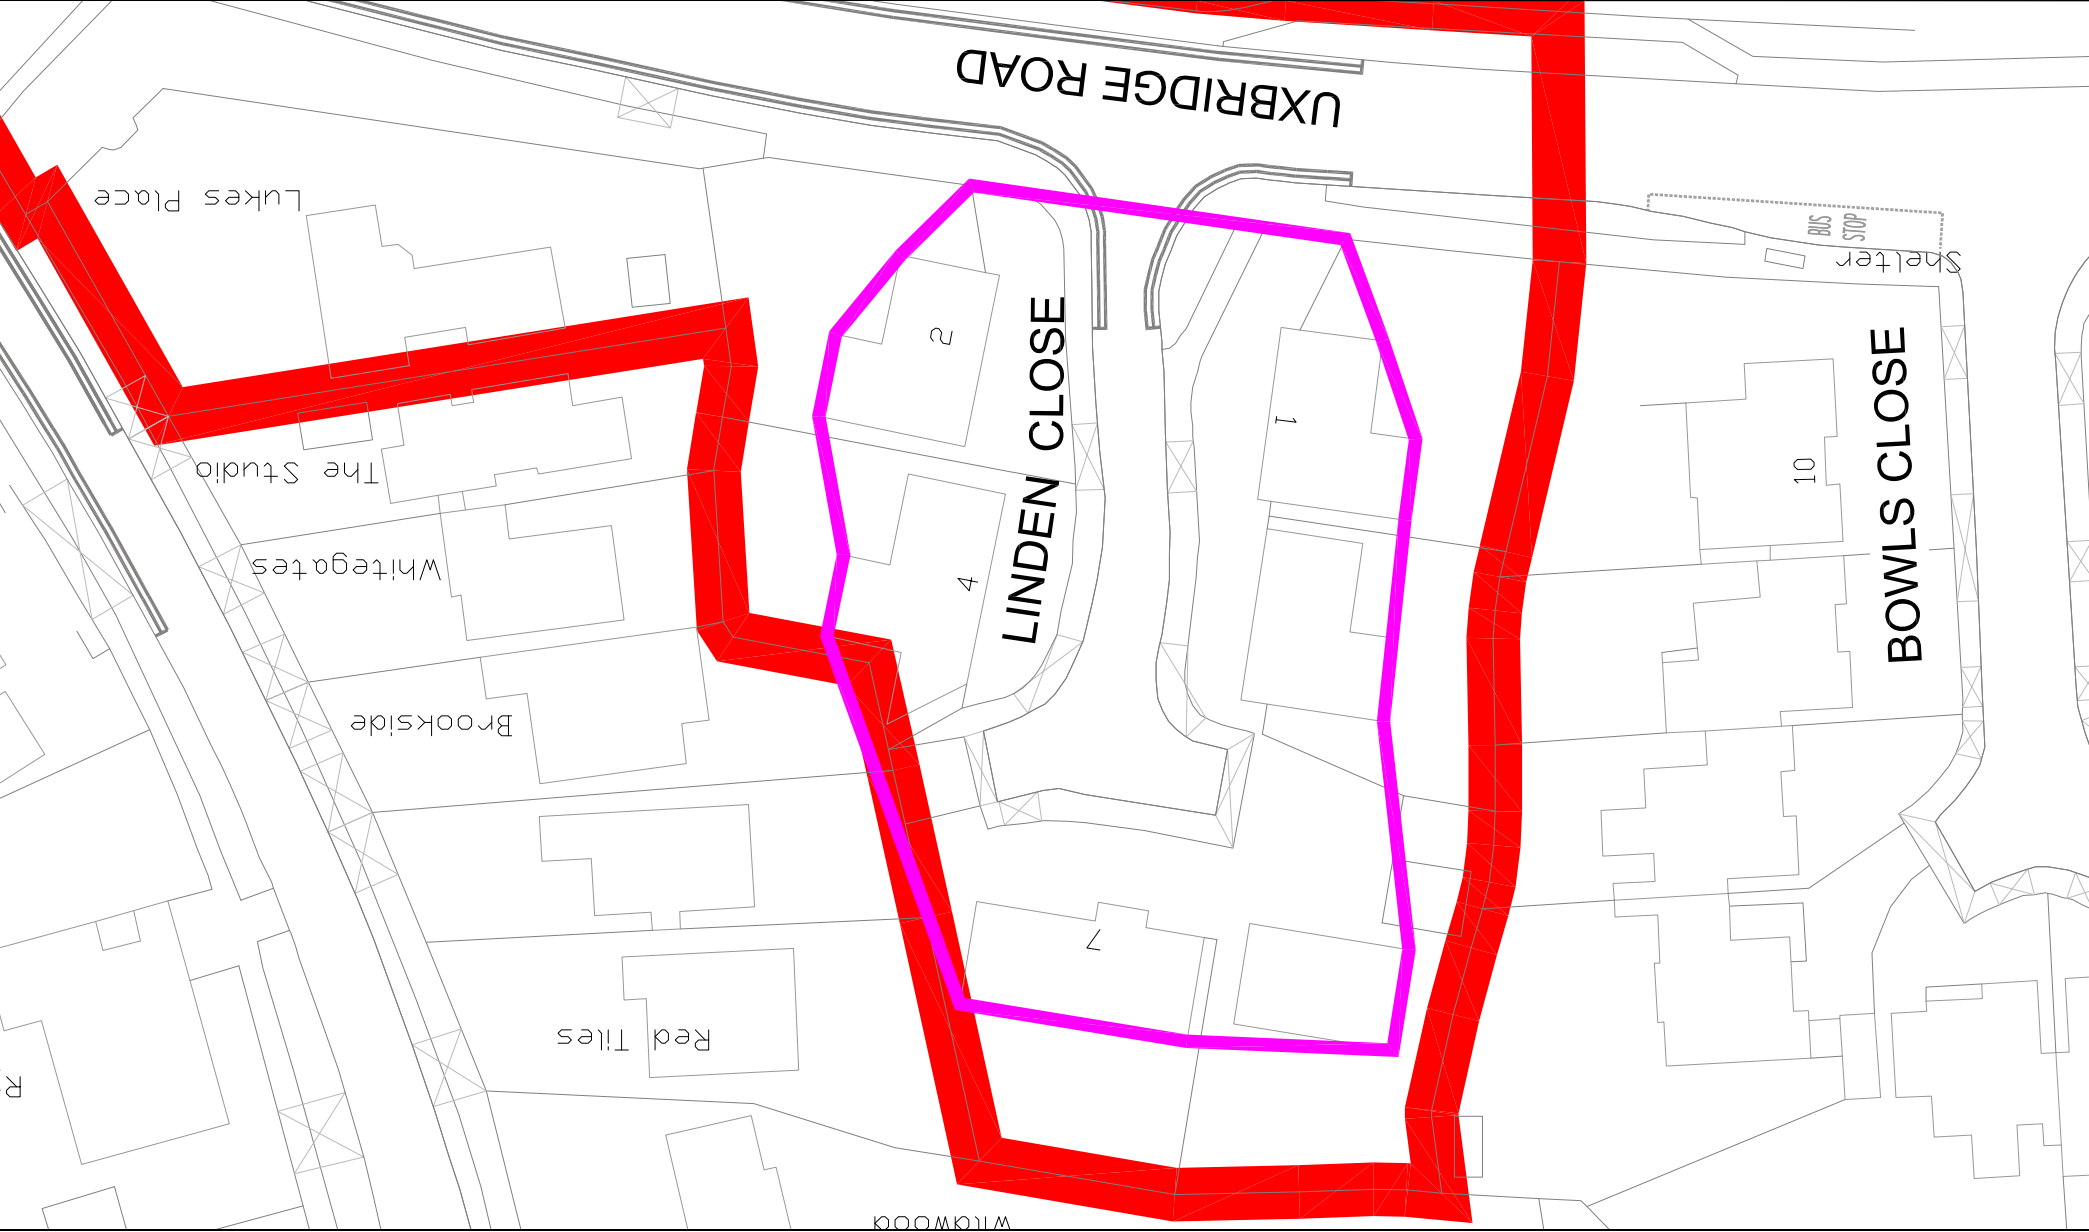 UXBRIDGE ROAD
Lukes Place
BUS
STOP
Shelter
2
LINDEN CLOSE
1
BOWLS CLOSE
The Studio
10
Whitegates
4
Brookside
7
Red Tiles
R
Wildwood